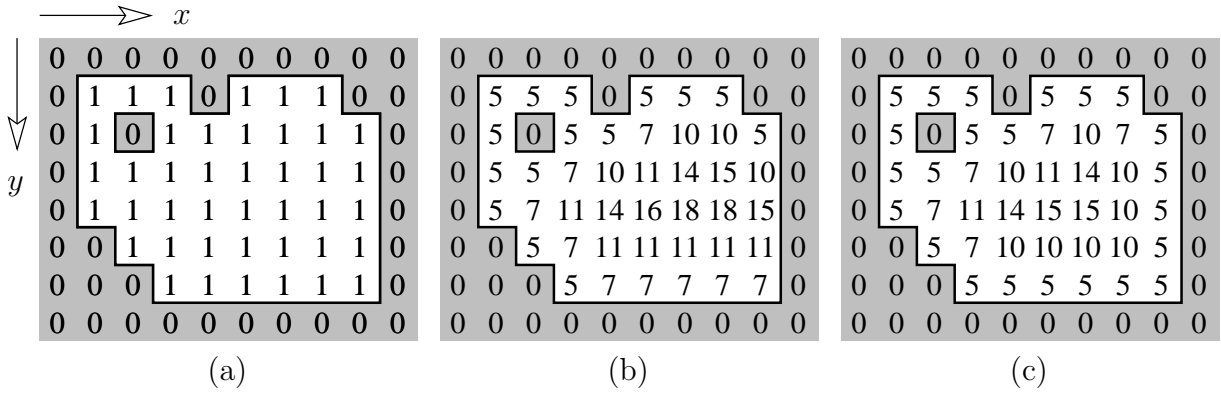 x
y
0 0 0 0 0 0 0 0 0 0
0 1 1 1 0 1 1 1 0 0
0 1 0 1 1 1 1 1 1 0
0 1 1 1 1 1 1 1 1 0
0 1 1 1 1 1 1 1 1 0
0 0 1 1 1 1 1 1 1 0
0 0 0 1 1 1 1 1 1 0
0 0 0 0 0 0 0 0 0 0
(a)
0 0 0 0 0 0 0 0 0 0
0 5 5 5 0 5 5 5 0 0
0 5 0 5 5 7 10 10 5 0
0 5 5 7 10 11 14 15 10 0
0 5 7 11 14 16 18 18 15 0
0 0 5 7 11 11 11 11 11 0
0 0 0 5 7 7 7 7 7 0
0 0 0 0 0 0 0 0 0 0
(b)
0 0 0 0 0 0 0 0 0 0
0 5 5 5 0 5 5 5 0 0
0 5 0 5 5 7 10 7 5 0
0 5 5 7 10 11 14 10 5 0
0 5 7 11 14 15 15 10 5 0
0 0 5 7 10 10 10 10 5 0
0 0 0 5 5 5 5 5 5 0
0 0 0 0 0 0 0 0 0 0
(c)